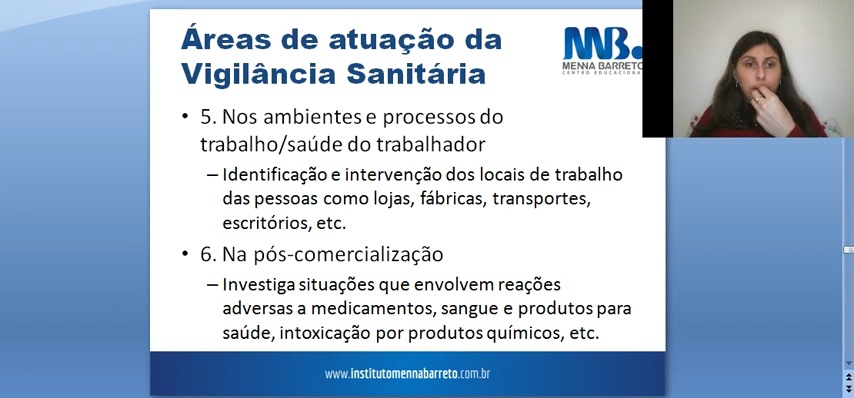 Áreas de atuação da
Vigilância Sanitária
MNB.
MENNA BARRETO
CENTRO EDUCACIONAL
• 5. Nos ambientes e processos do
trabalho/saúde do trabalhador
– Identificação e intervenção dos locais de trabalho
das pessoas como lojas, fábricas, transportes,
escritórios, etc.
• 6. Na pós-comercialização
– Investiga situações que envolvem reações
adversas a medicamentos, sangue e produtos para
saúde, intoxicação por produtos químicos, etc.
www.institutomennabarreto.com.br